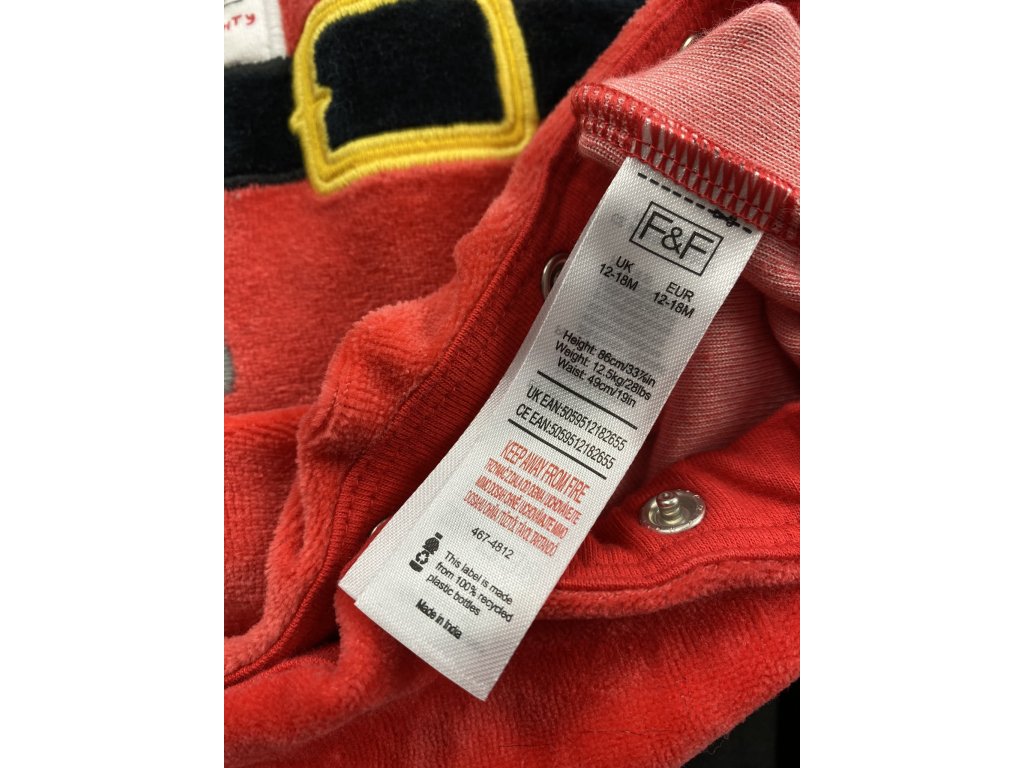 F&F
UK
12-18M
EUR
12-18M
Height: 86cm/33⅞in
Weight: 12.5kg/28lbs
Waist: 49cm/19in
UK EAN:5059512182655
CE EAN:5059512182655
KEEP AWAY FROM FIRE
467-4812
This label is made
from 100% recycled
plastic bottles
Made in India